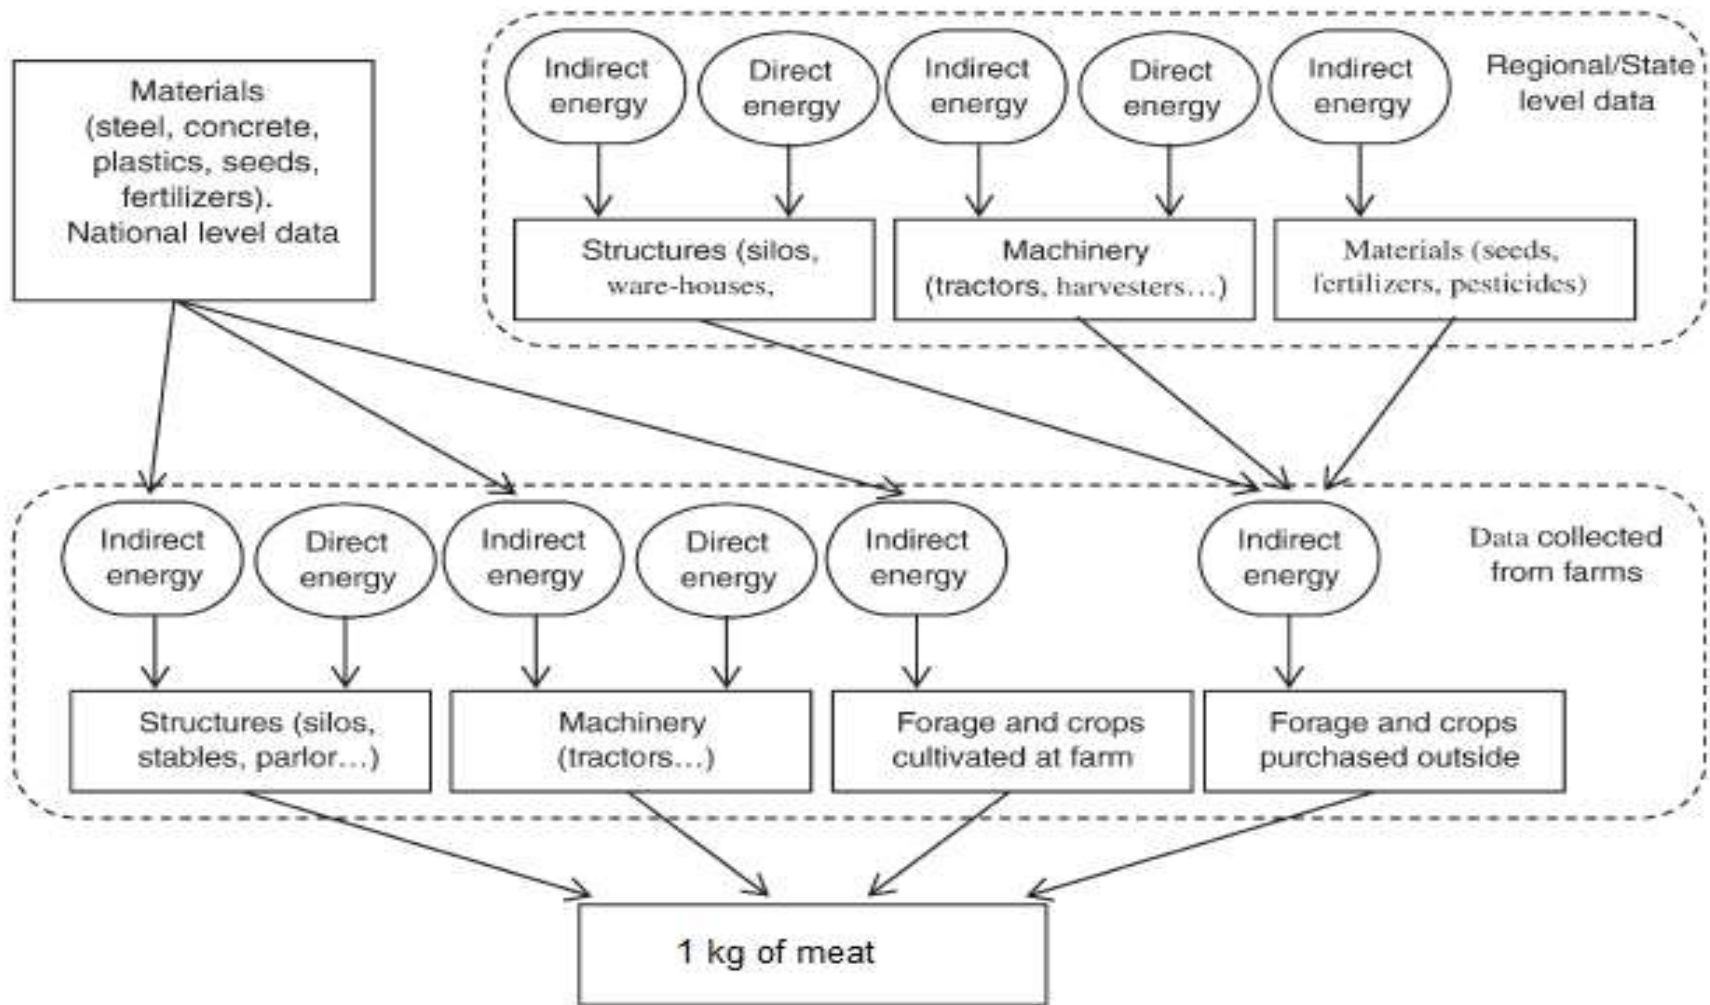 Materials
(steel, concrete,
plastics, seeds,
fertilizers).
National level data
Indirect
energy
Direct
energy
Indirect
energy
Direct
energy
Indirect
energy
Regional/State
level data
Structures (silos,
ware-houses,
Machinery
(tractors, harvesters...)
Materials (seeds,
fertilizers, pesticides)
Indirect
energy
Direct
energy
Indirect
energy
Direct
energy
Indirect
energy
Indirect
energy
Data collected
from farms
Structures (silos,
stables, parlor...)
Machinery
(tractors...)
Forage and crops
cultivated at farm
Forage and crops
purchased outside
1 kg of meat